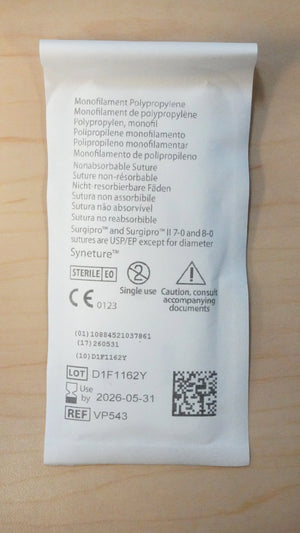 Monofilament Polypropylene
Monofilament de polypropylène
Polypropylen, monofil
Polipropilene monofilamento
Polipropileno monofilamentar
Monofilamento de polipropileno
Nonabsorbable Suture
Suture non-résorbable
Nicht-resorbierbare Fäden
Sutura non assorbibile
Sutura não absorvível
Sutura no reabsorbible
Surgipro™ and Surgipro™ II 7-0 and 8-0
sutures are USP/EP except for diameter
Syneture™
STERILE EO
2
Single use
Caution, consult
accompanying
documents
CE 0123
(01) 10884521037861
(17) 260531
(10) D1F1162Y
LOT D1F1162Y
Use
by 2026-05-31
REF VP543